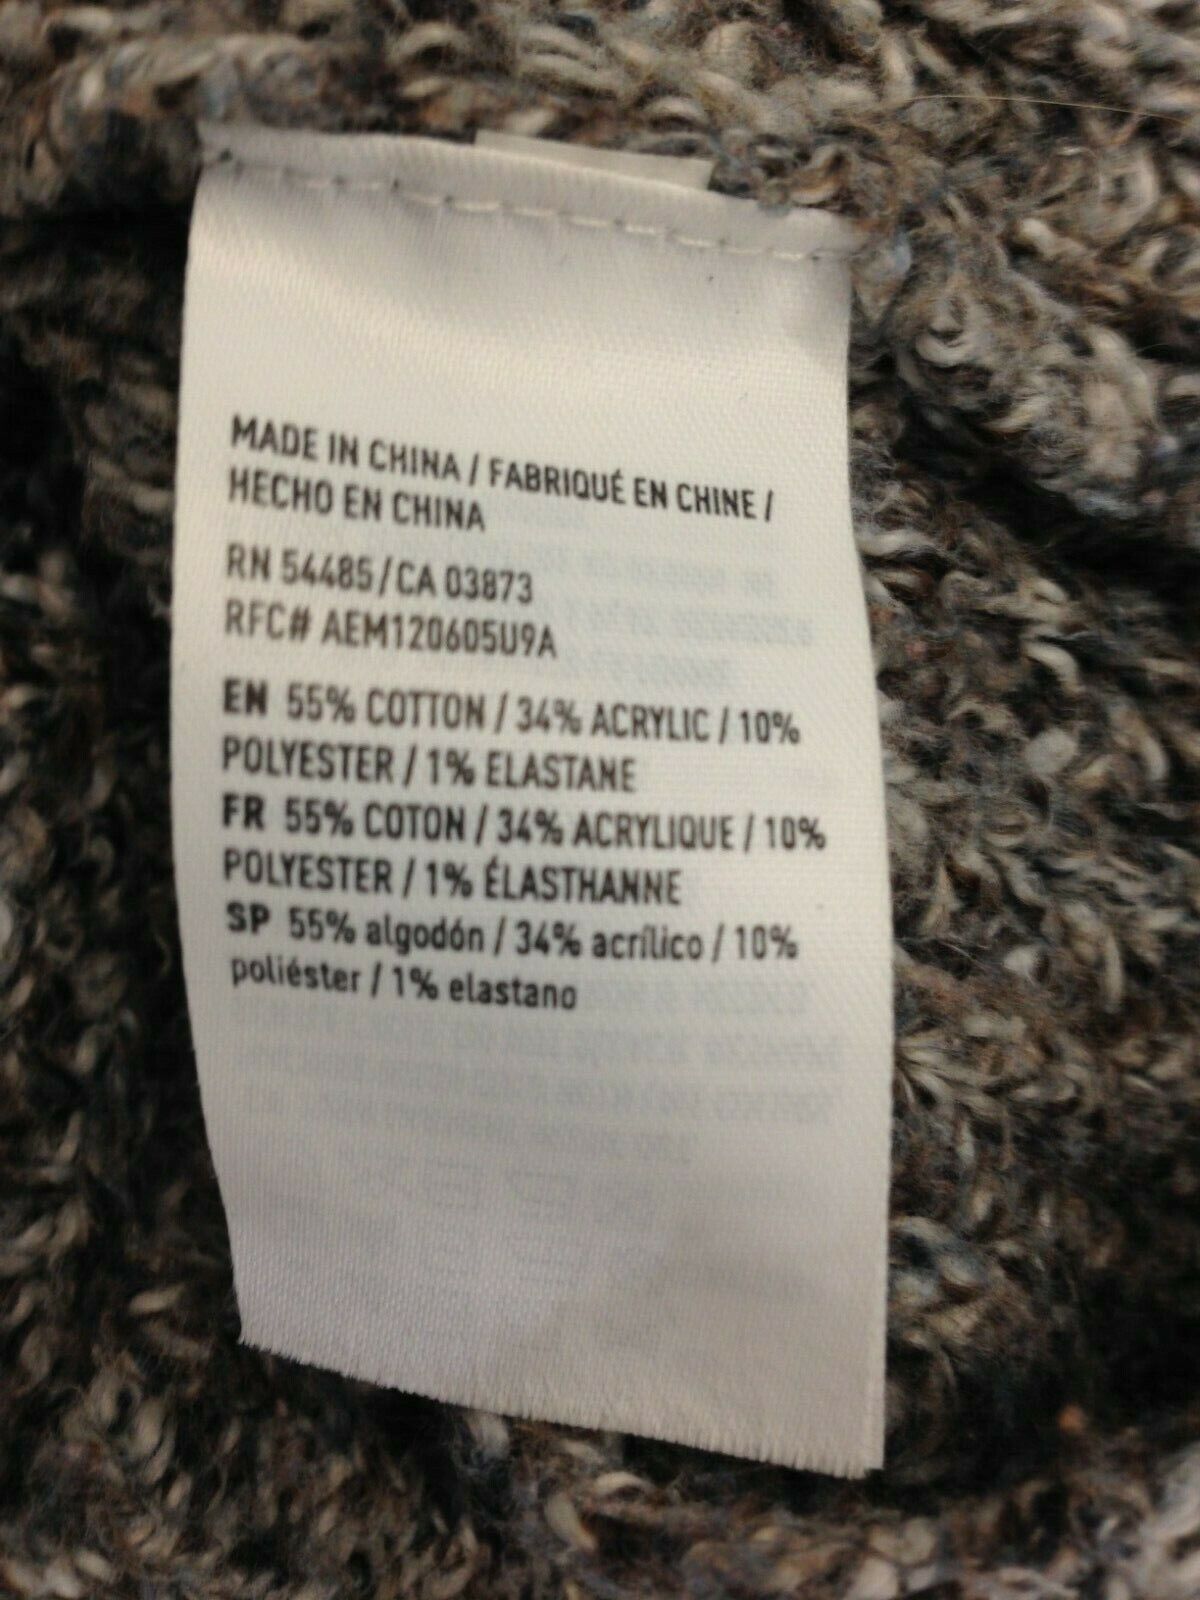 MADE IN CHINA / FABRIQUÉ EN CHINE /
HECHO EN CHINA
RN 54485/CA 03873
RFC# AEM120605U9A
EN 55% COTTON / 34% ACRYLIC / 10%
POLYESTER / 1% ELASTANE
FR 55% COTON / 34% ACRYLIQUE / 10%
POLYESTER / 1% ÉLASTHANNE
SP 55% algodón / 34% acrílico / 10%
poliéster / 1% elastano